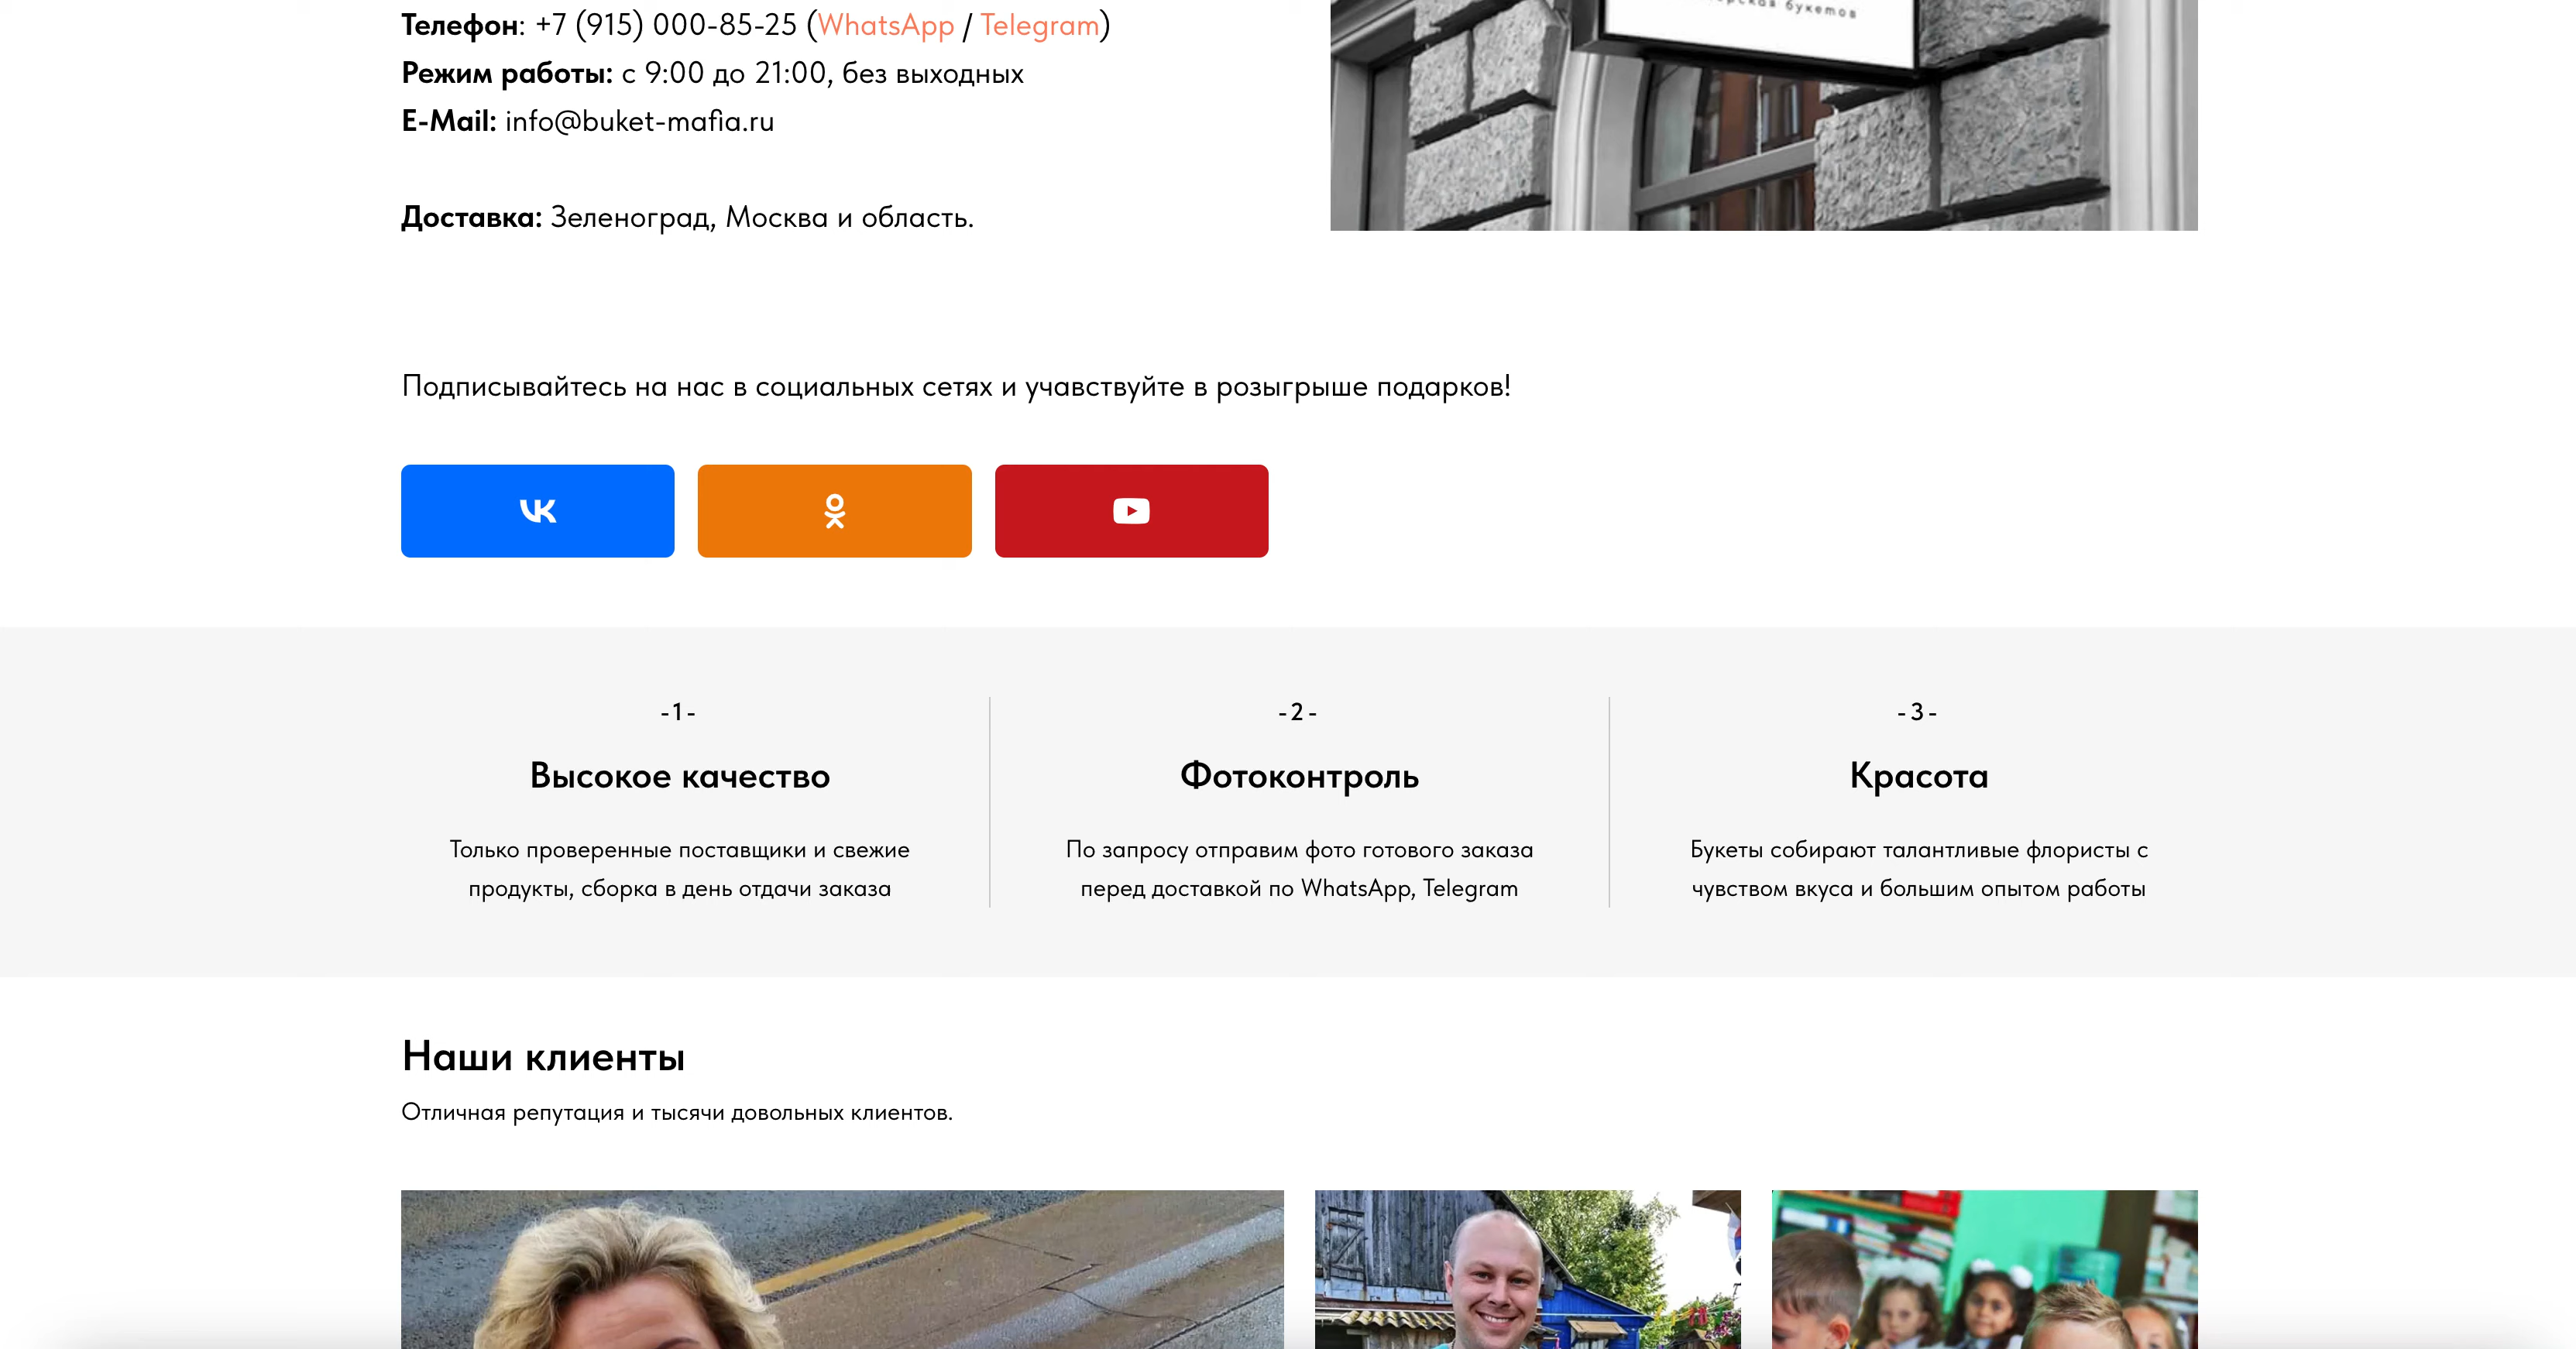 Телефон: +7 (915) 000-85-25 (WhatsApp / Telegram)
Режим работы: с 9:00 до 21:00, без выходных
E-Mail: info@buket-mafia.ru
Доставка: Зеленоград, Москва и область.
букетов
Подписывайтесь на нас в социальных сетях и учавствуйте в розыгрыше подарков!
-1-
Высокое качество
Только проверенные поставщики и свежие
продукты, сборка в день отдачи заказа
-2-
Фотоконтроль
По запросу отправим фото готового заказа
перед доставкой по WhatsApp, Telegram
-3-
Красота
Букеты собирают талантливые флористы с
чувством вкуса и большим опытом работы
Наши клиенты
Отличная репутация и тысячи довольных клиентов.